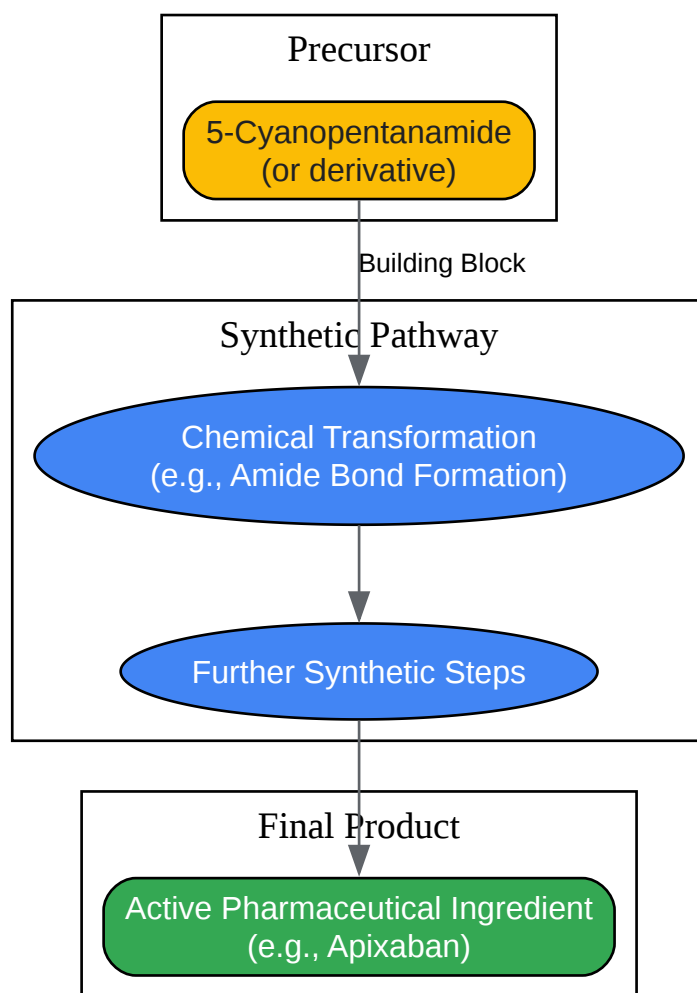 Precursor
5-Cyanopentanamide
(or derivative)
Building Block
Synthetic Pathway
Chemical Transformation
(e.g., Amide Bond Formation)
Further Synthetic Steps
Final Product
Active Pharmaceutical Ingredient
(e.g., Apixaban)